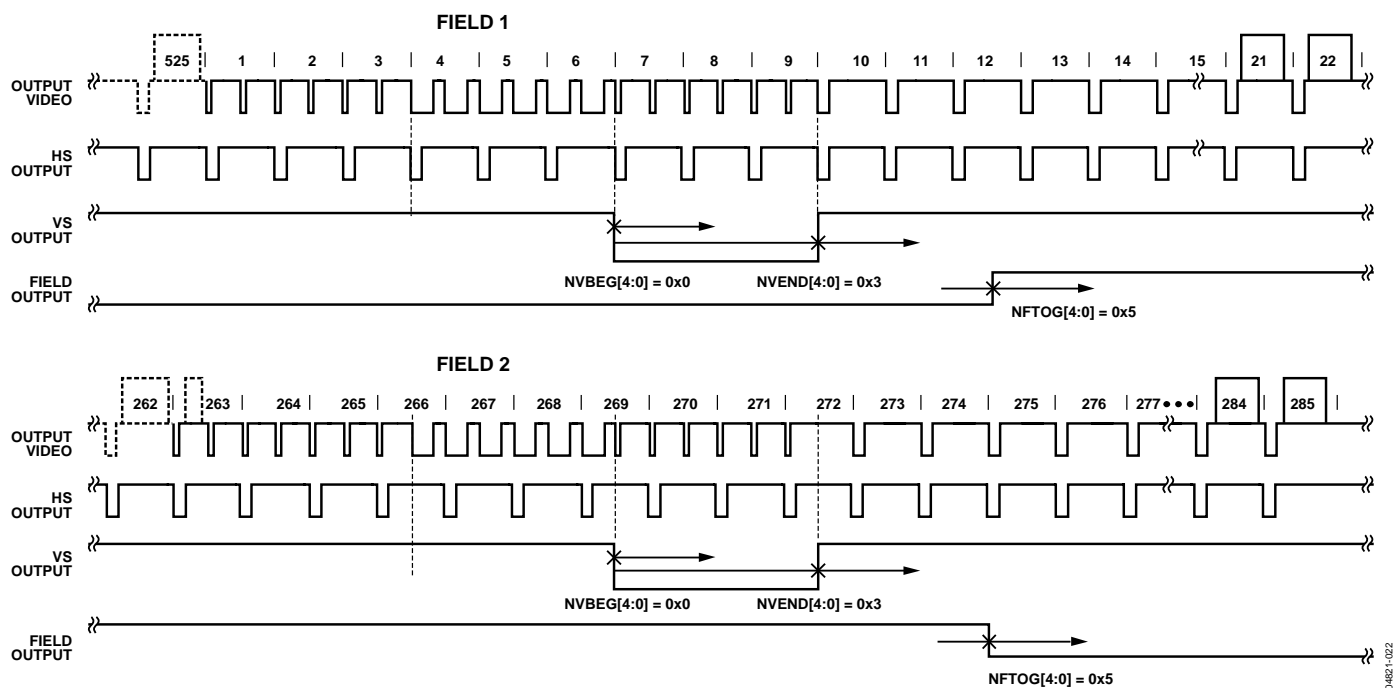 FIELD 1
525 | 1 | 2 | 3 | 4 | 5 | 6 | 7 | 8 | 9 | 10 | 11 | 12 | 13 | 14 | 15 | 21 | 22 |
OUTPUT
VIDEO
HS
OUTPUT
VS
OUTPUT
NVBEG[4:0] = 0x0 NVEND[4:0] = 0x3
FIELD
OUTPUT
NFTOG[4:0] = 0x5
FIELD 2
262 | 263 | 264 | 265 | 266 | 267 | 268 | 269 | 270 | 271 | 272 | 273 | 274 | 275 | 276 | 277 ••• | 284 | 285 |
OUTPUT
VIDEO
HS
OUTPUT
VS
OUTPUT
NVBEG[4:0] = 0x0 NVEND[4:0] = 0x3
FIELD
OUTPUT
NFTOG[4:0] = 0x5
04821-022